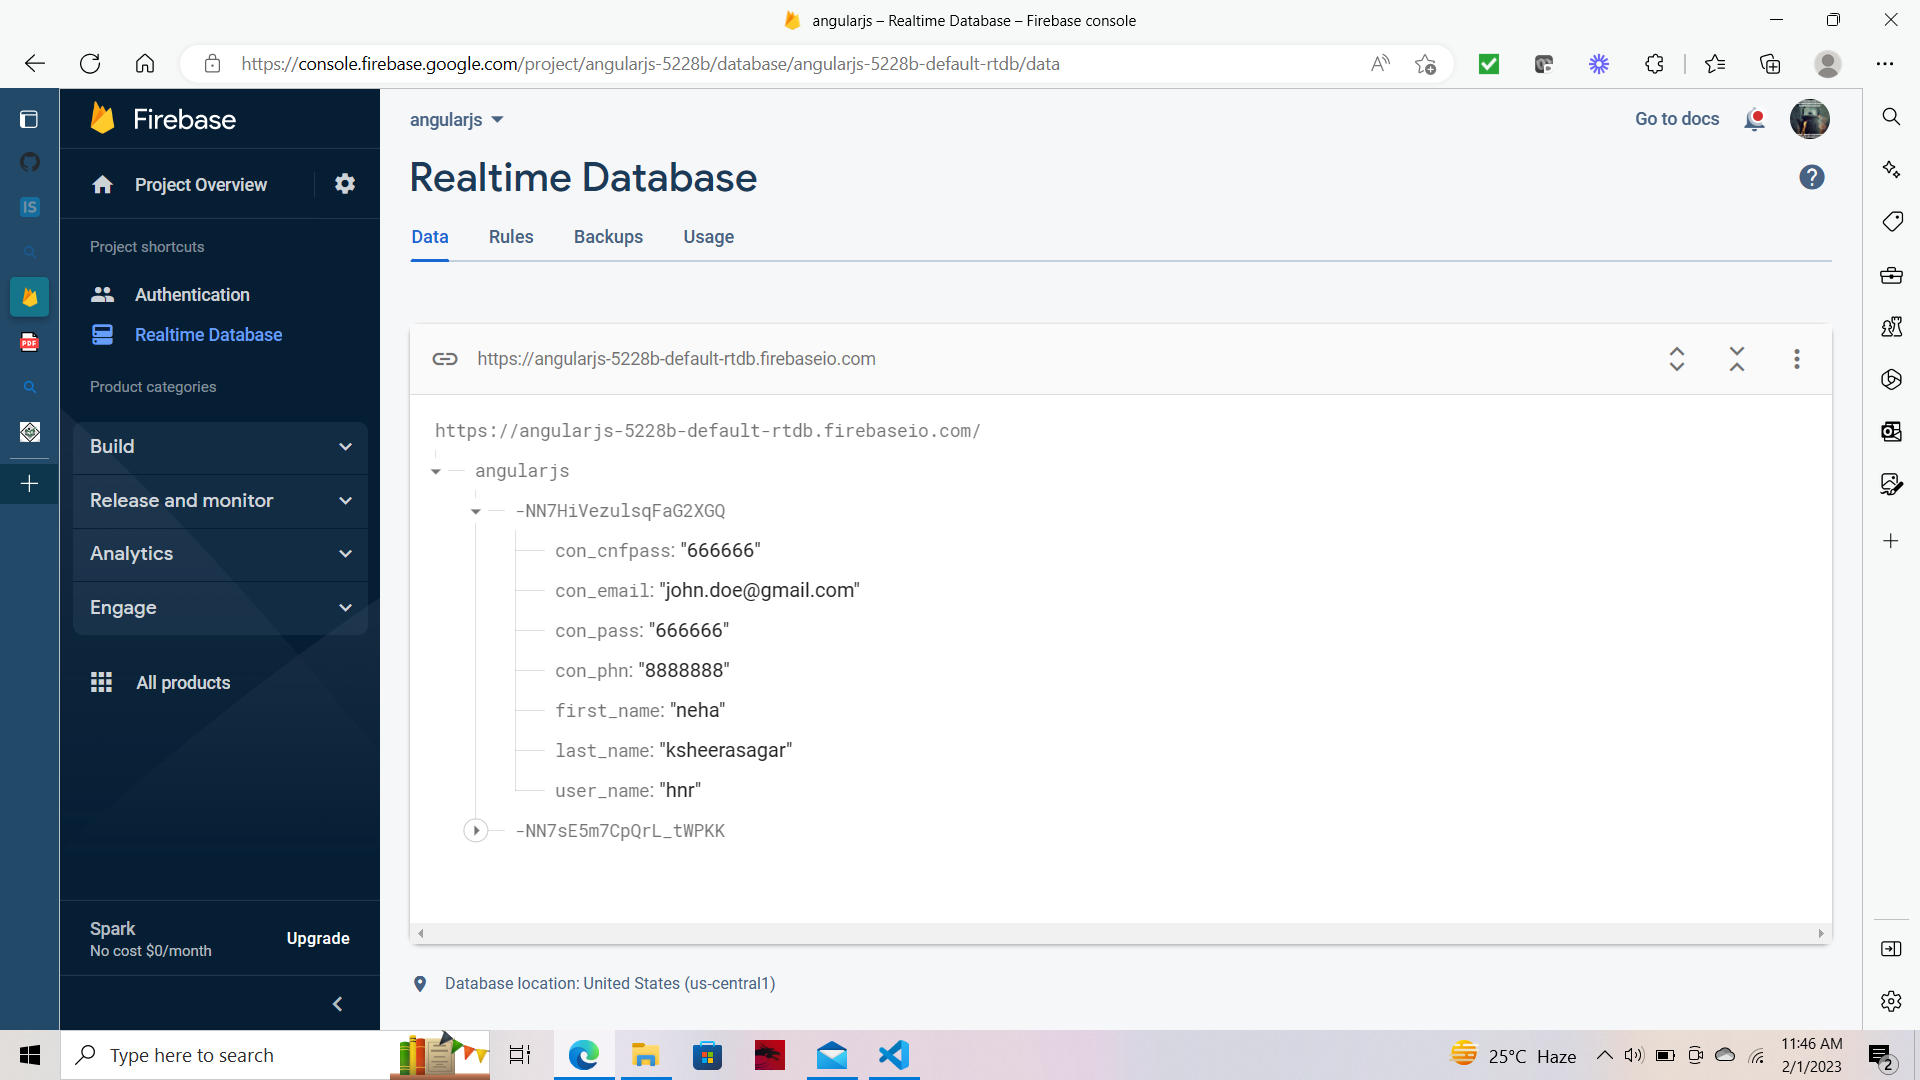 angularjs – Realtime Database – Firebase console
https://console.firebase.google.com/project/angularjs-5228b/database/angularjs-5228b-default-rtdb/data
Firebase
angularjs
Go to docs
Project Overview
Realtime Database
Data Rules Backups Usage
Project shortcuts
Authentication
Realtime Database
Product categories
Build
Release and monitor
Analytics
Engage
All products
Spark
No cost $0/month
Upgrade
IS
PDF
https://angularjs-5228b-default-rtdb.firebaseio.com
https://angularjs-5228b-default-rtdb.firebaseio.com/
angularjs
-NN7HiVezulsqFaG2XGQ
con_cnfpass: "666666"
con_email: "john.doe@gmail.com"
con_pass: "666666"
con_phn: "8888888"
first_name: "neha"
last_name: "ksheerasagar"
user_name: "hnr"
-NN7sE5m7CpQrL_tWPKK
Database location: United States (us-central1)
Type here to search
25°C Haze
11:46 AM
2/1/2023
2